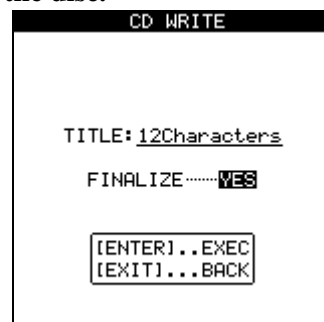 the disc.
CD WRITE
TITLE: 12Characters
FINALIZE·······YES
[ENTER]..EXEC
[EXIT]...BACK